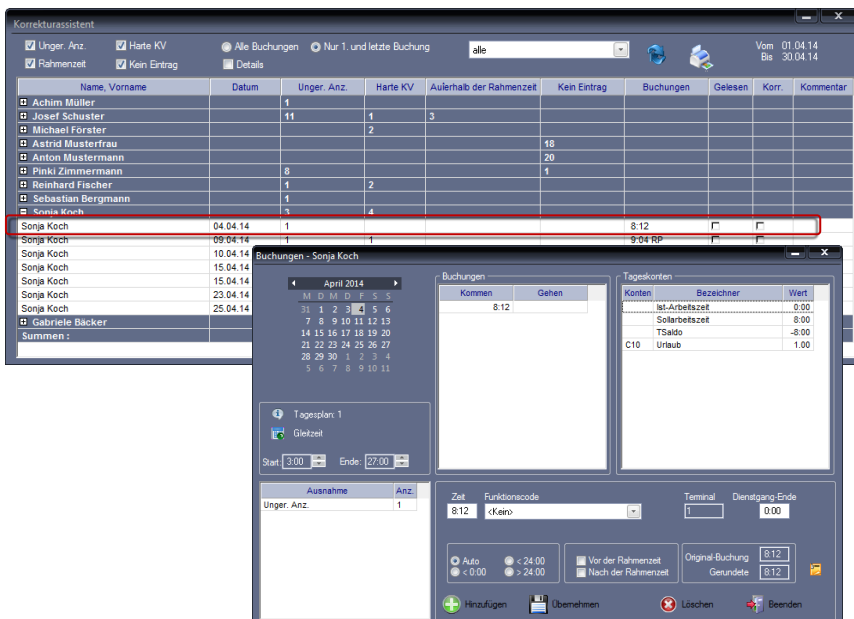 Korrekturassistent
Unger. Anz. Harte KV Alle Buchungen Nur 1. und letzte Buchung alle Vom 01.04.14
Rahmenzeit Kein Eintrag Details Bis 30.04.14
Name, Vorname Datum Unger. Anz. Harte KV Außerhalb der Rahmenzeit Kein Eintrag Buchungen Gelesen Korr. Kommentar
Achim Müller 1
Josef Schuster 11 1 3
Michael Förster 2
Astrid Musterfrau 18
Anton Mustermann 20
Pinki Zimmermann 8 1
Reinhard Fischer 1 2
Sebastian Bergmann 1
Sonja Koch 3 4
Sonja Koch 04.04.14 1 8:12
Sonja Koch 09.04.14 1 1 9:04 RP
Sonja Koch 10.04.14
Sonja Koch 15.04.14
Sonja Koch 15.04.14
Sonja Koch 23.04.14
Sonja Koch 25.04.14
Gabriele Bäcker
Summen :
Buchungen - Sonja Koch
April 2014
M D M D F S S
31 1 2 3 4 5 6
7 8 9 10 11 12 13
14 15 16 17 18 19 20
21 22 23 24 25 26 27
28 29 30 1 2 3 4
5 6 7 8 9 10 11
Tagesplan: 1
Gleitzeit
Start: 3:00 Ende: 27:00
Buchungen
Kommen Gehen
8:12
Tageskonten
Konten Bezeichner Wert
Ist-Arbeitszeit 0:00
Sollarbeitszeit 8:00
TSaldo -8:00
C10 Urlaub 1.00
Ausnahme Anz.
Unger. Anz. 1
Zeit Funktionscode Terminal Dienstgang-Ende
8:12 <Kein> 1 0:00
Auto < 24:00 Vor der Rahmenzeit Original-Buchung 8:12
< 0:00 > 24:00 Nach der Rahmenzeit Gerundete 8:12
Hinzufügen Übernehmen Löschen Beenden